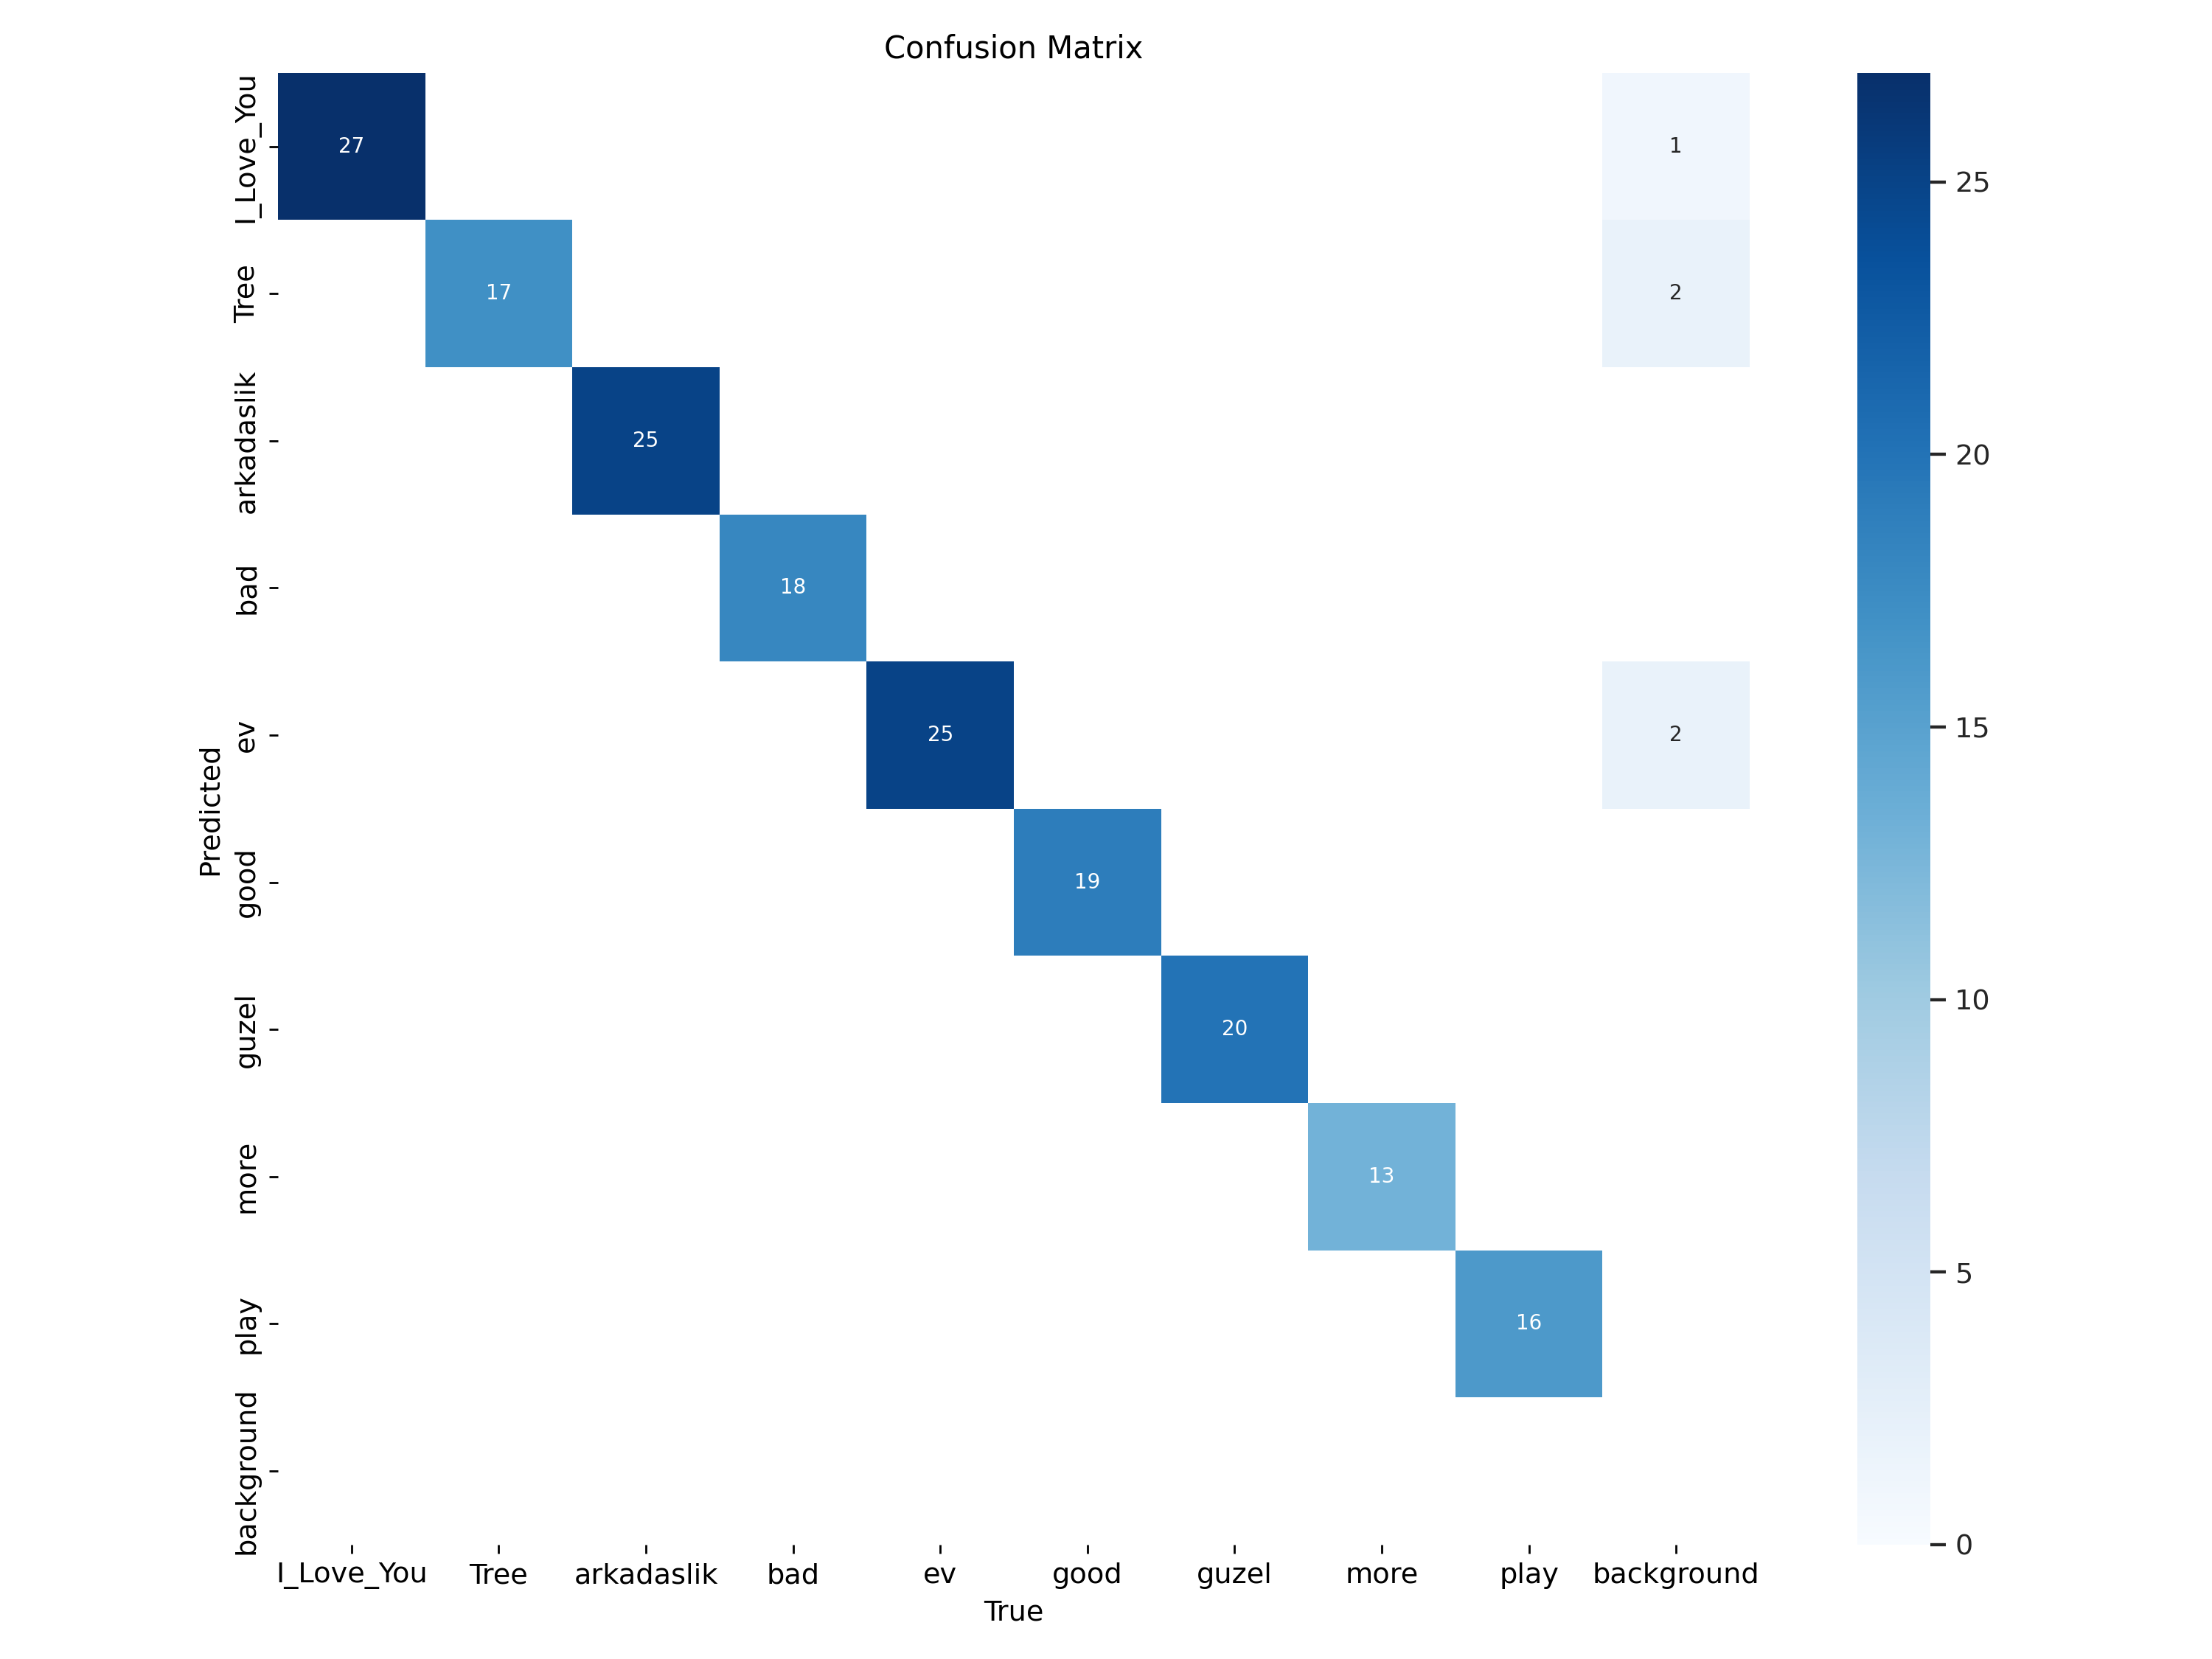 Confusion Matrix
I_Love_You
27
1
25
Tree
17
2
arkadaslik
25
20
bad
18
ev
25
2
15
Predicted
good
19
guzel
20
10
more
13
5
play
16
background
0
I_Love_You Tree arkadaslik bad ev good guzel more play background
True